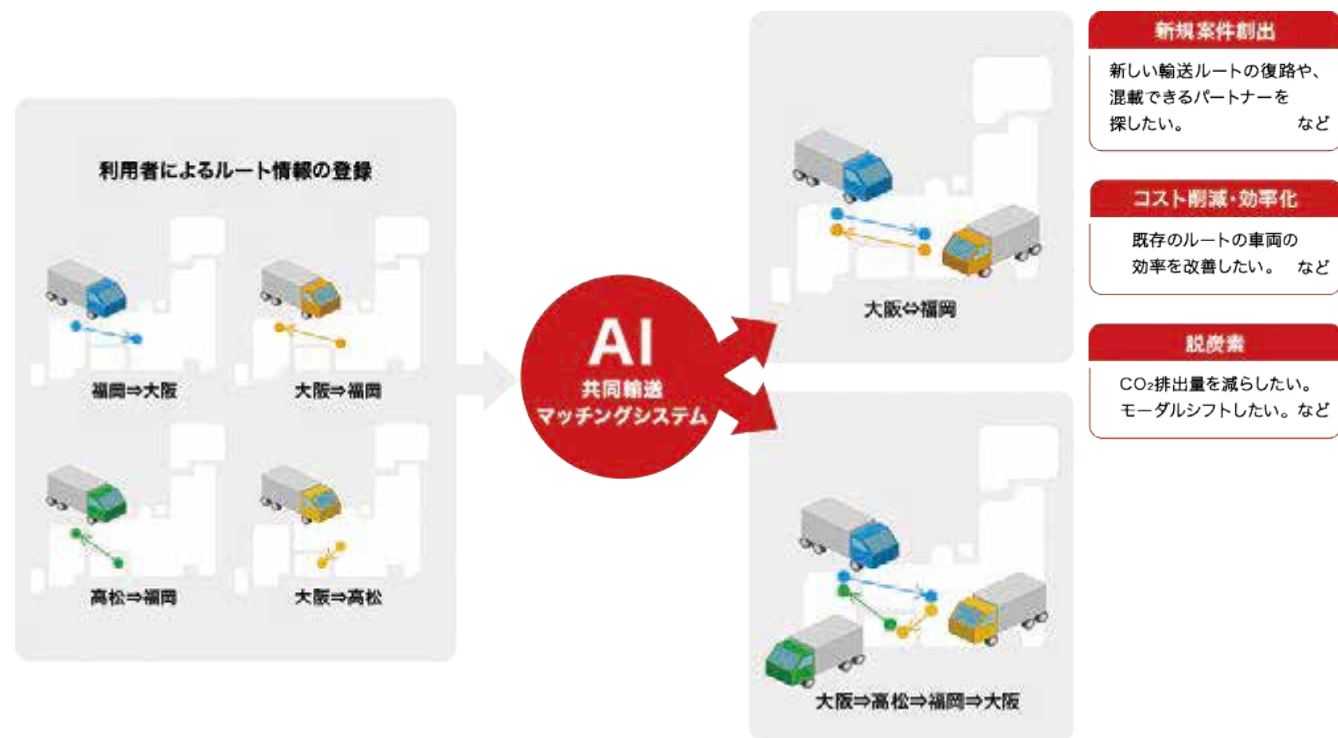 利用者によるルート情報の登録
福岡⇒大阪
大阪⇒福岡
高松⇒福岡
大阪⇒高松
AI
共同輸送
マッチングシステム
大阪⇔福岡
大阪⇒高松⇒福岡⇒大阪
新規案件創出
新しい輸送ルートの復路や、
混載できるパートナーを
探したい。 など
コスト削減・効率化
既存のルートの車両の
効率を改善したい。 など
脱炭素
CO₂排出量を減らしたい。
モーダルシフトしたい。など